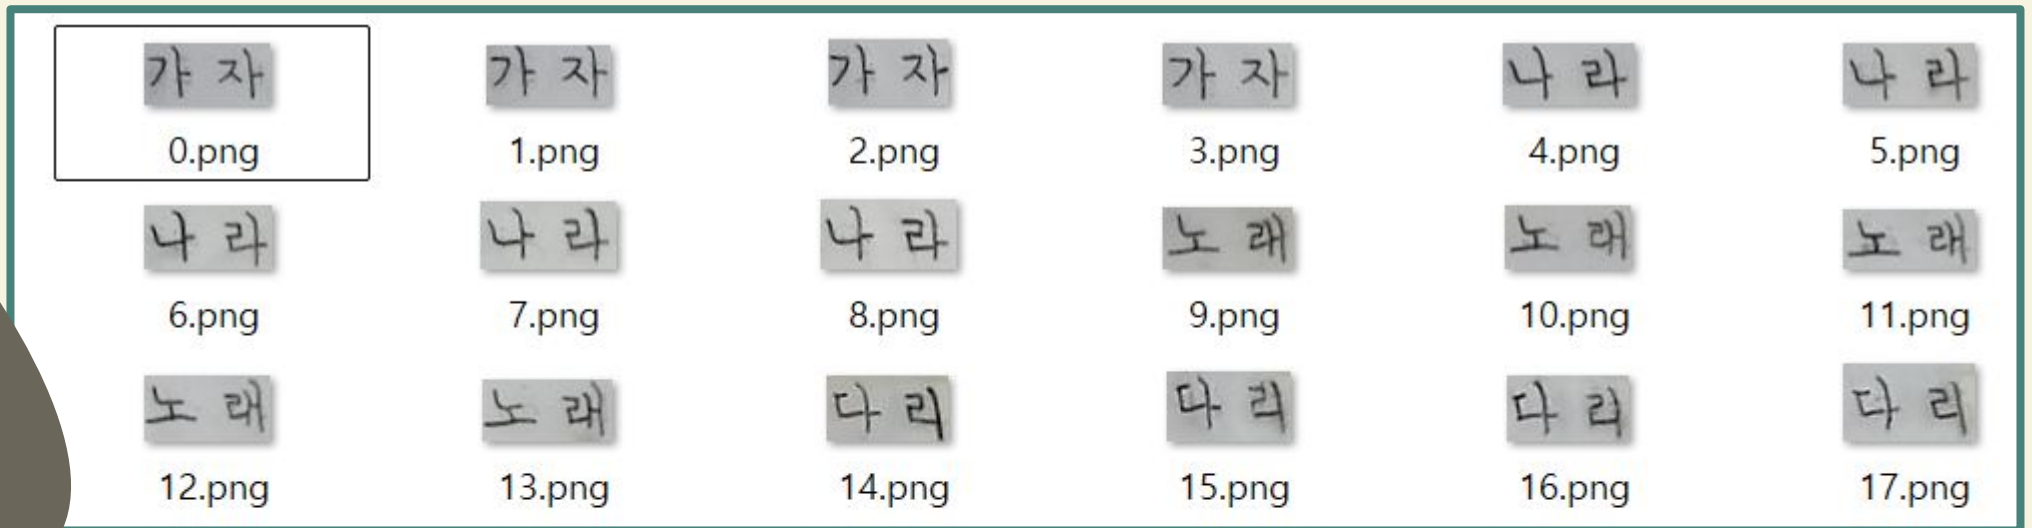 가 자 가 자 가 자 가 자 나 라 나 라
0.png 1.png 2.png 3.png 4.png 5.png
나 라 나 라 나 라 노 래 노 래 노 래
6.png 7.png 8.png 9.png 10.png 11.png
노 래 노 래 다 리 다 리 다 리 다 리
12.png 13.png 14.png 15.png 16.png 17.png